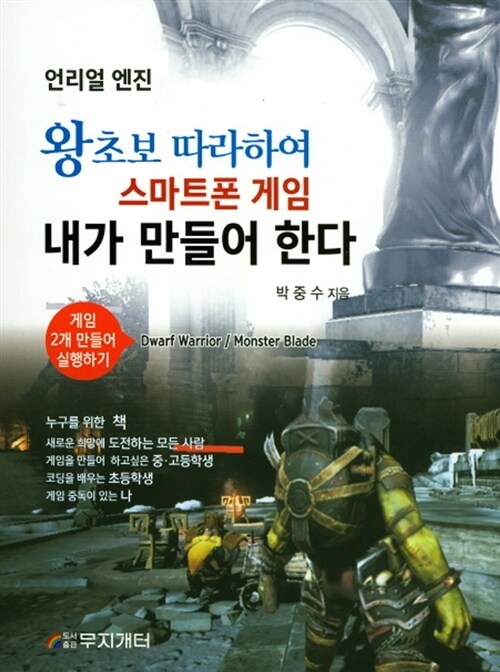 언리얼 엔진
왕초보 따라하여
스마트폰 게임
내가 만들어 한다
박중수 지음
게임
2개 만들어
실행하기
Dwarf Warrior / Monster Blade
누구를 위한 책
새로운 희망에 도전하는 모든 사람
게임을 만들어 하고싶은 중·고등학생
코딩을 배우는 초등학생
게임 중독이 있는 나
도서
출판
무지개터